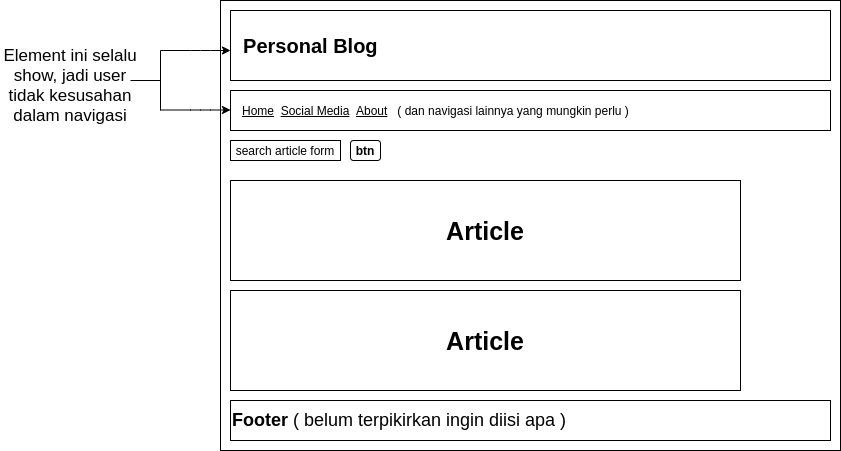 Element ini selalu
show, jadi user
tidak kesusahan
dalam navigasi
Personal Blog
Home Social Media About ( dan navigasi lainnya yang mungkin perlu )
search article form btn
Article
Article
Footer ( belum terpikirkan ingin diisi apa )